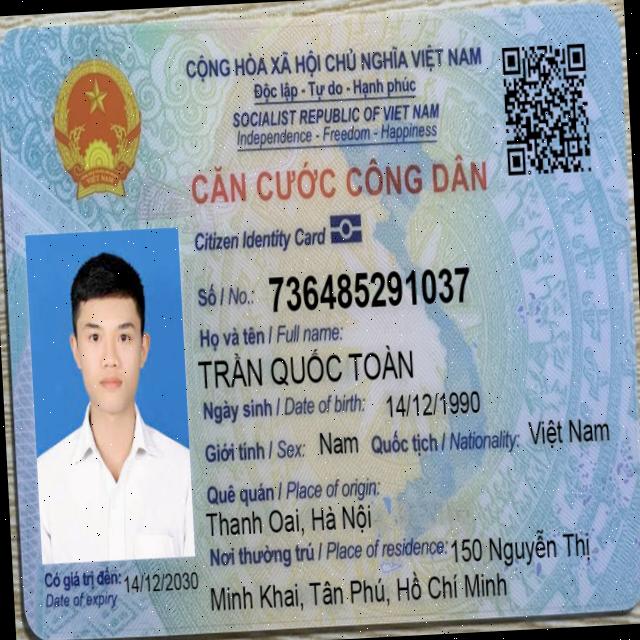 CỘNG HÒA XÃ HỘI CHỦ NGHĨA VIỆT NAM
Độc lập - Tự do - Hạnh phúc
SOCIALIST REPUBLIC OF VIET NAM
Independence - Freedom - Happiness
CĂN CƯỚC CÔNG DÂN
Citizen Identity Card
Số / No.: 736485291037
Họ và tên / Full name:
TRẦN QUỐC TOÀN
Ngày sinh / Date of birth: 14/12/1990
Giới tính / Sex: Nam Quốc tịch / Nationality: Việt Nam
Quê quán / Place of origin:
Thanh Oai, Hà Nội
Nơi thường trú / Place of residence: 150 Nguyễn Thị
Minh Khai, Tân Phú, Hồ Chí Minh
Có giá trị đến: 14/12/2030
Date of expiry
VIỆT NAM